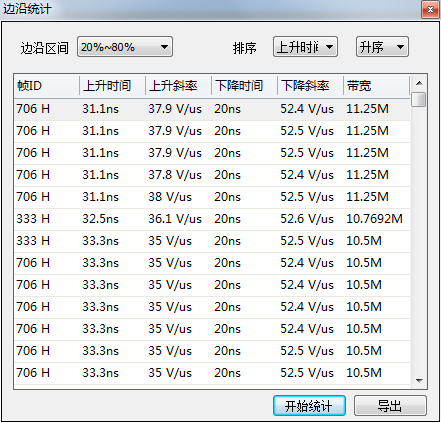 边沿统计
边沿区间 20%~80% 排序 上升时间 升序
帧ID 上升时间 上升斜率 下降时间 下降斜率 带宽
706 H 31.1ns 37.9 V/us 20ns 52.4 V/us 11.25M
706 H 31.1ns 37.9 V/us 20ns 52.5 V/us 11.25M
706 H 31.1ns 37.9 V/us 20ns 52.5 V/us 11.25M
706 H 31.1ns 37.8 V/us 20ns 52.4 V/us 11.25M
706 H 31.1ns 38 V/us 20ns 52.5 V/us 11.25M
333 H 32.5ns 36.1 V/us 20ns 52.6 V/us 10.7692M
333 H 33.3ns 35 V/us 20ns 52.5 V/us 10.5M
706 H 33.3ns 35 V/us 20ns 52.4 V/us 10.5M
706 H 33.3ns 35 V/us 20ns 52.4 V/us 10.5M
706 H 33.3ns 35 V/us 20ns 52.4 V/us 10.5M
706 H 33.3ns 35 V/us 20ns 52.4 V/us 10.5M
706 H 33.3ns 35 V/us 20ns 52.5 V/us 10.5M
706 H 33.3ns 35 V/us 20ns 52.5 V/us 10.5M
开始统计 导出